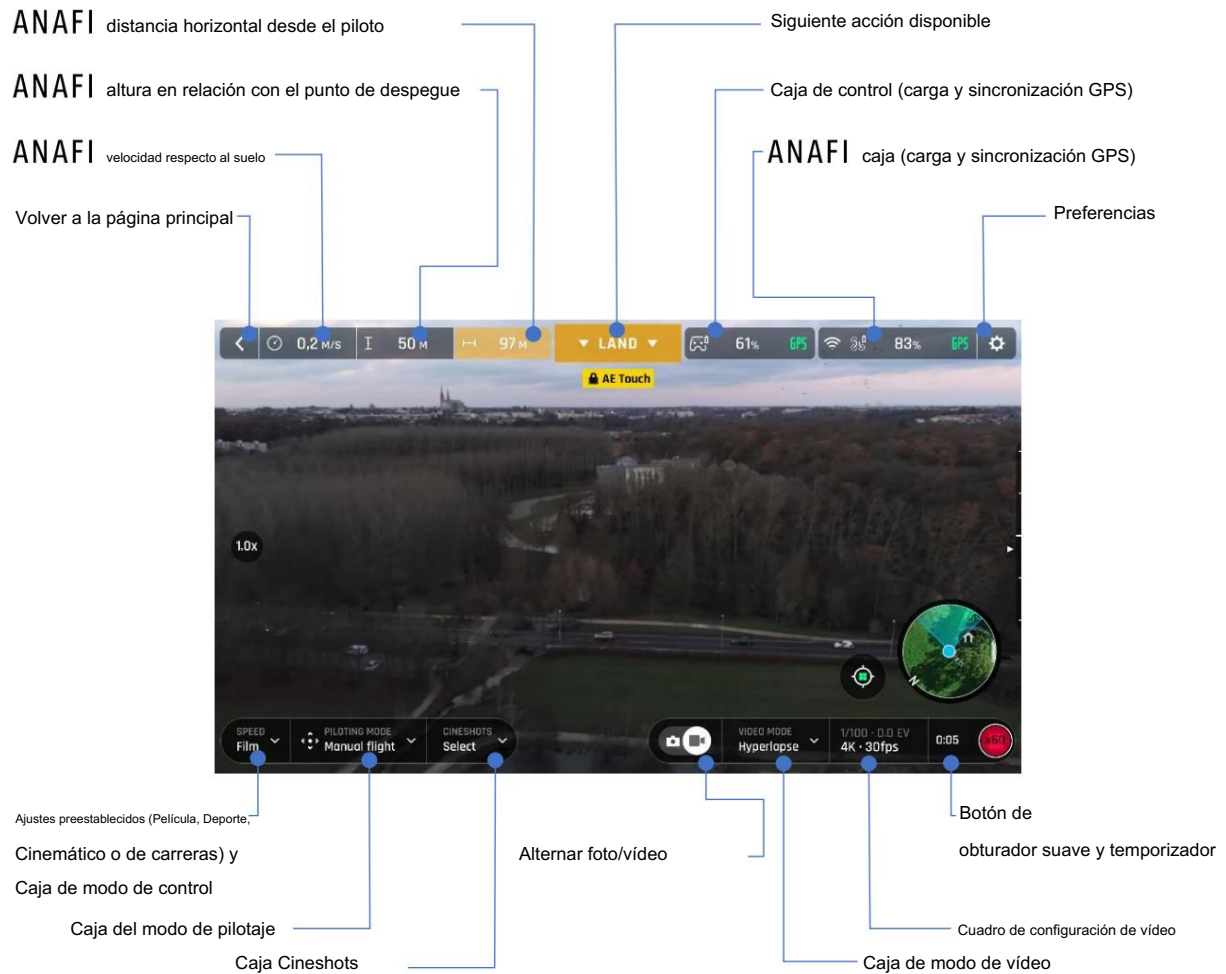 ANAFI distancia horizontal desde el piloto
Siguiente acción disponible
ANAFI altura en relación con el punto de despegue
Caja de control (carga y sincronización GPS)
ANAFI velocidad respecto al suelo
ANAFI caja (carga y sincronización GPS)
Volver a la página principal
Preferencias
0,2 M/S
50 M
97 M
LAND
61%
GPS
83%
GPS
AE Touch
1.0x
N
SPEED
Film
PILOTING MODE
Manual flight
CINESHOTS
Select
VIDEO MODE
Hyperlapse
1/100 · 0.0 EV
4K · 30fps
0:05
x60
Ajustes preestablecidos (Película, Deporte,
Cinemático o de carreras) y
Caja de modo de control
Alternar foto/vídeo
Botón de
obturador suave y temporizador
Caja del modo de pilotaje
Cuadro de configuración de vídeo
Caja Cineshots
Caja de modo de vídeo